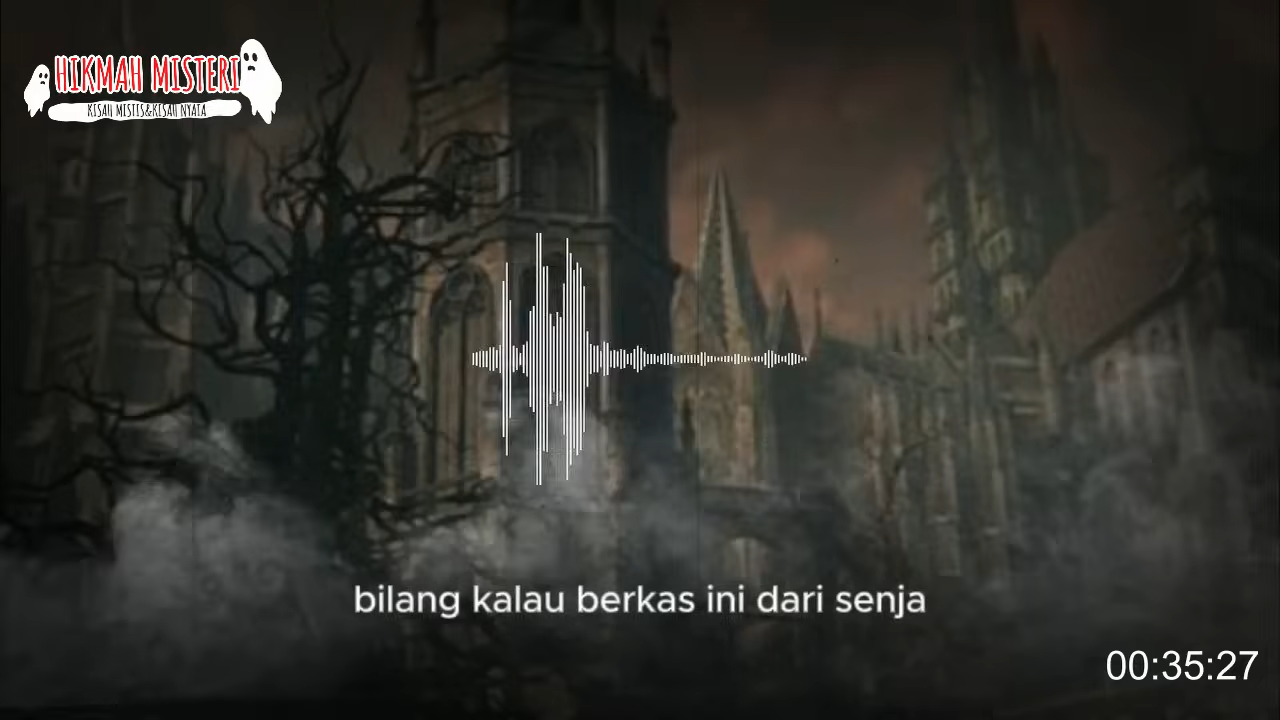 HIKMAH MISTERI
KISAH MISTIS&KISAH NYATA
bilang kalau berkas ini dari senja
00:35:27